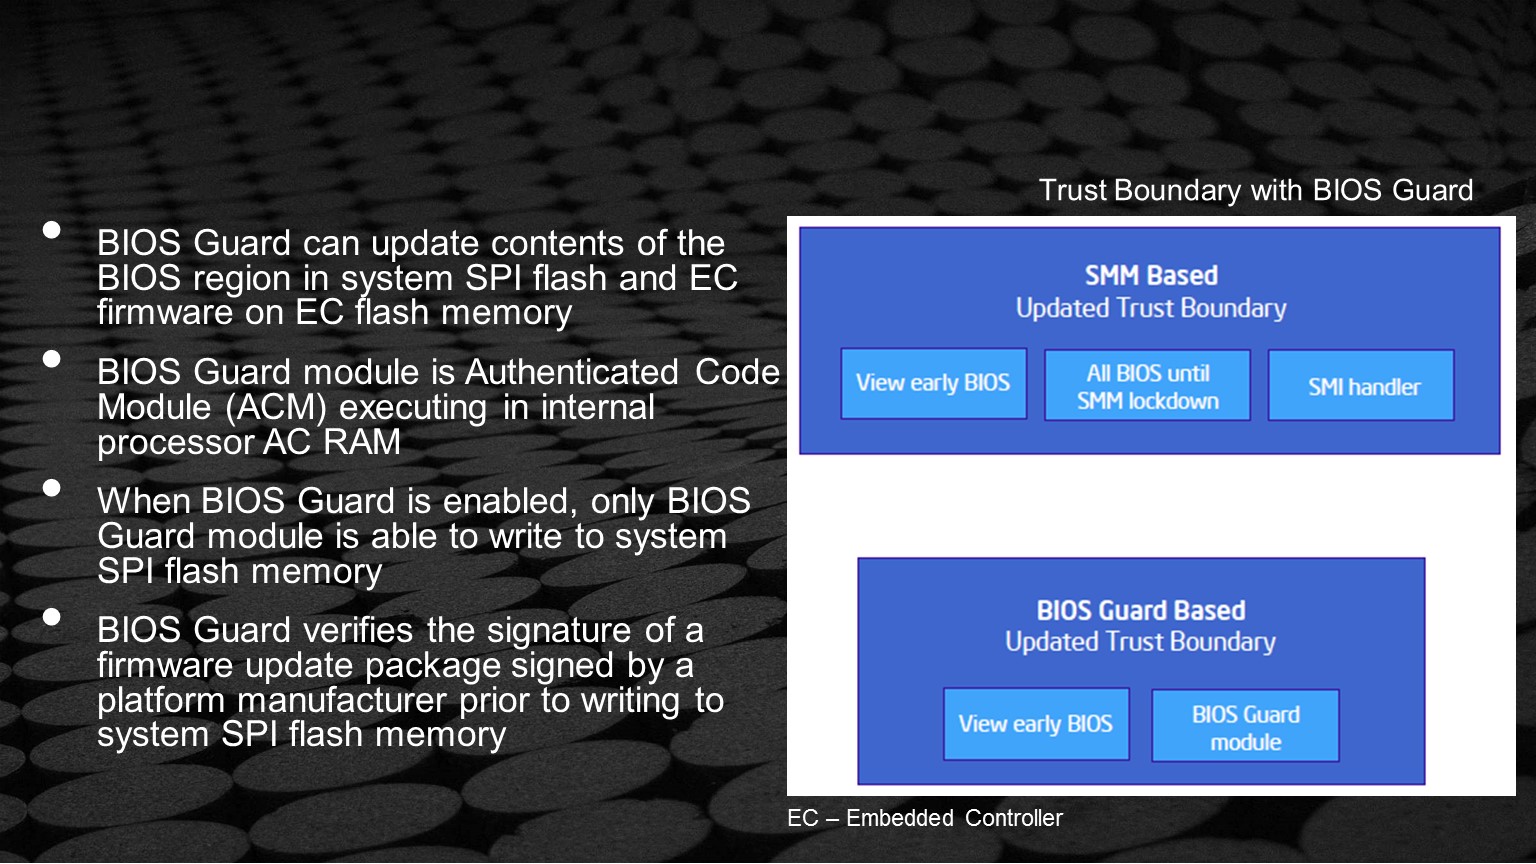 Trust Boundary with BIOS Guard
• BIOS Guard can update contents of the
BIOS region in system SPI flash and EC
firmware on EC flash memory
• BIOS Guard module is Authenticated Code
Module (ACM) executing in internal
processor AC RAM
• When BIOS Guard is enabled, only BIOS
Guard module is able to write to system
SPI flash memory
• BIOS Guard verifies the signature of a
firmware update package signed by a
platform manufacturer prior to writing to
system SPI flash memory
SMM Based
Updated Trust Boundary
View early BIOS
All BIOS until
SMM lockdown
SMI handler
BIOS Guard Based
Updated Trust Boundary
View early BIOS
BIOS Guard
module
EC – Embedded Controller